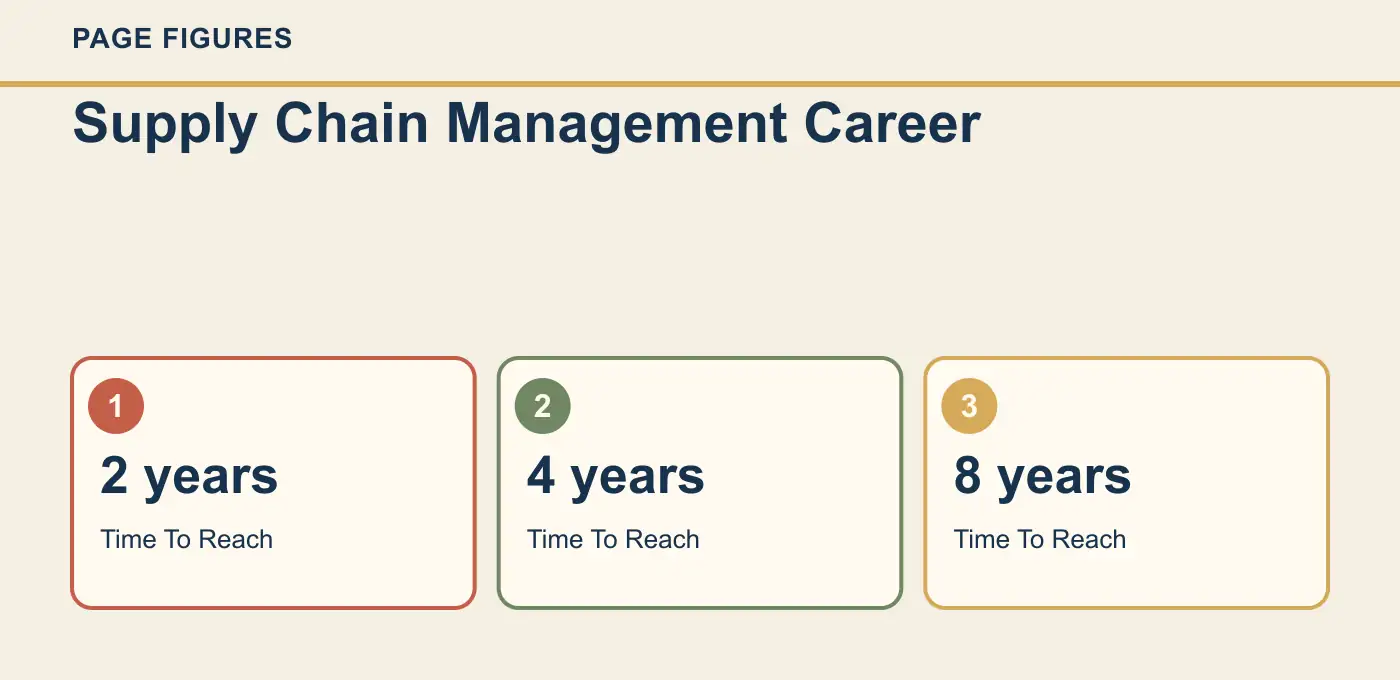 PAGE FIGURES
Supply Chain Management Career
1
2 years
Time To Reach
2
4 years
Time To Reach
3
8 years
Time To Reach